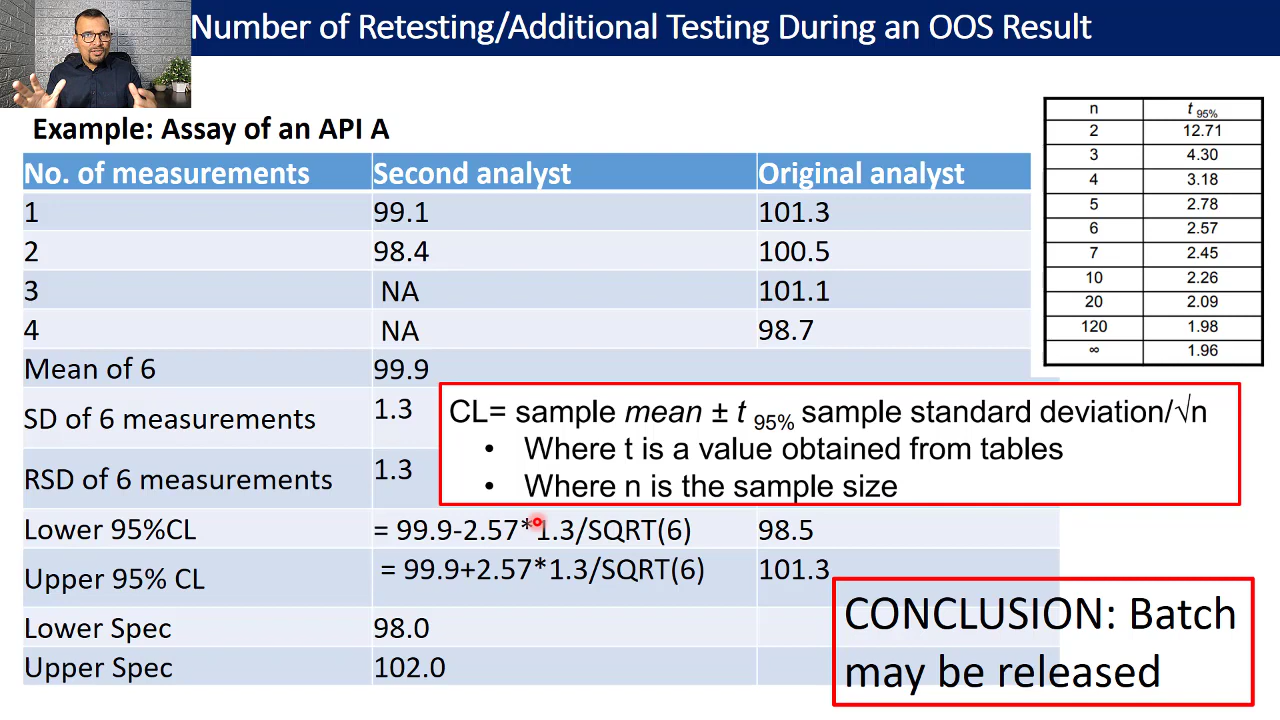 Number of Retesting/Additional Testing During an OOS Result
Example: Assay of an API A
No. of measurements Second analyst Original analyst
1 99.1 101.3
2 98.4 100.5
3 NA 101.1
4 NA 98.7
Mean of 6 99.9
SD of 6 measurements 1.3
RSD of 6 measurements 1.3
Lower 95%CL = 99.9-2.57*1.3/SQRT(6) 98.5
Upper 95% CL = 99.9+2.57*1.3/SQRT(6) 101.3
Lower Spec 98.0
Upper Spec 102.0
n t 95%
2 12.71
3 4.30
4 3.18
5 2.78
6 2.57
7 2.45
10 2.26
20 2.09
120 1.98
∞ 1.96
CL= sample mean ± t 95% sample standard deviation/√n
• Where t is a value obtained from tables
• Where n is the sample size
CONCLUSION: Batch
may be released